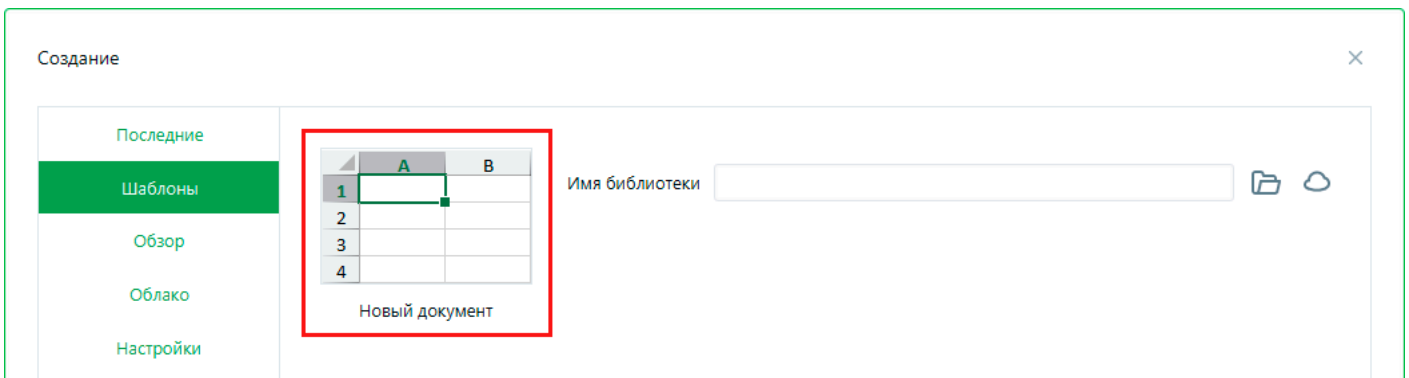 Создание
Последние
Шаблоны
Обзор
Облако
Настройки
A B
1
2
3
4
Новый документ
Имя библиотеки